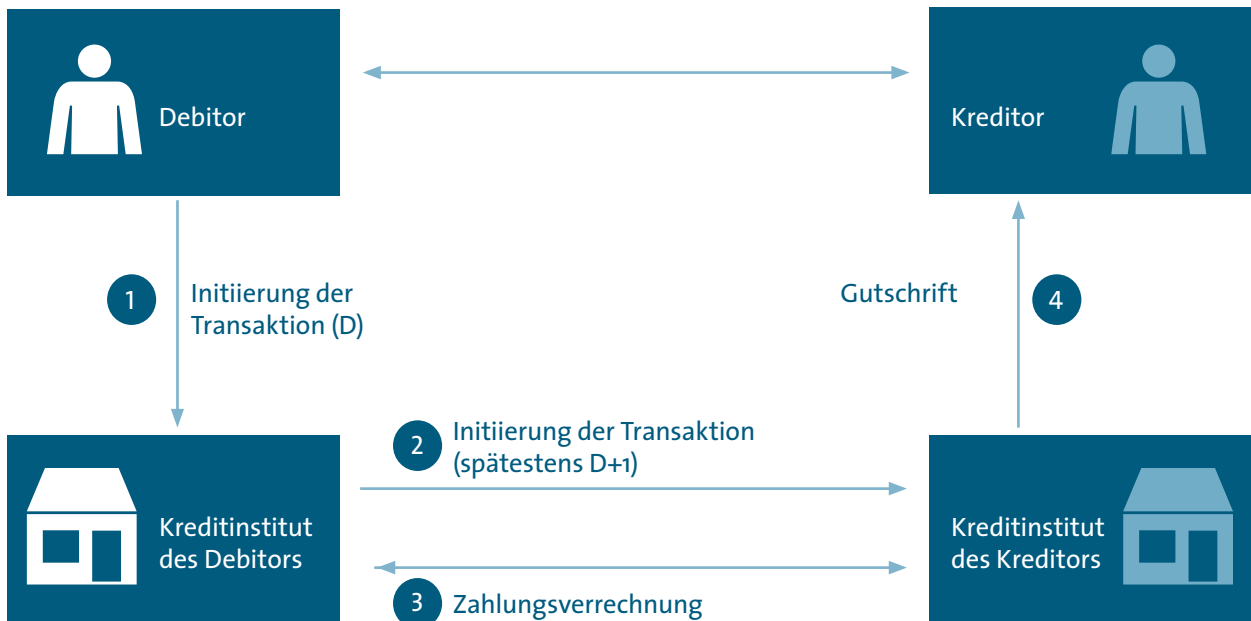 Debitor
Kreditor
1
Initiierung der
Transaktion (D)
Gutschrift
4
2
Initiierung der Transaktion
(spätestens D+1)
Kreditinstitut
des Debitors
Kreditinstitut
des Kreditors
3
Zahlungsverrechnung